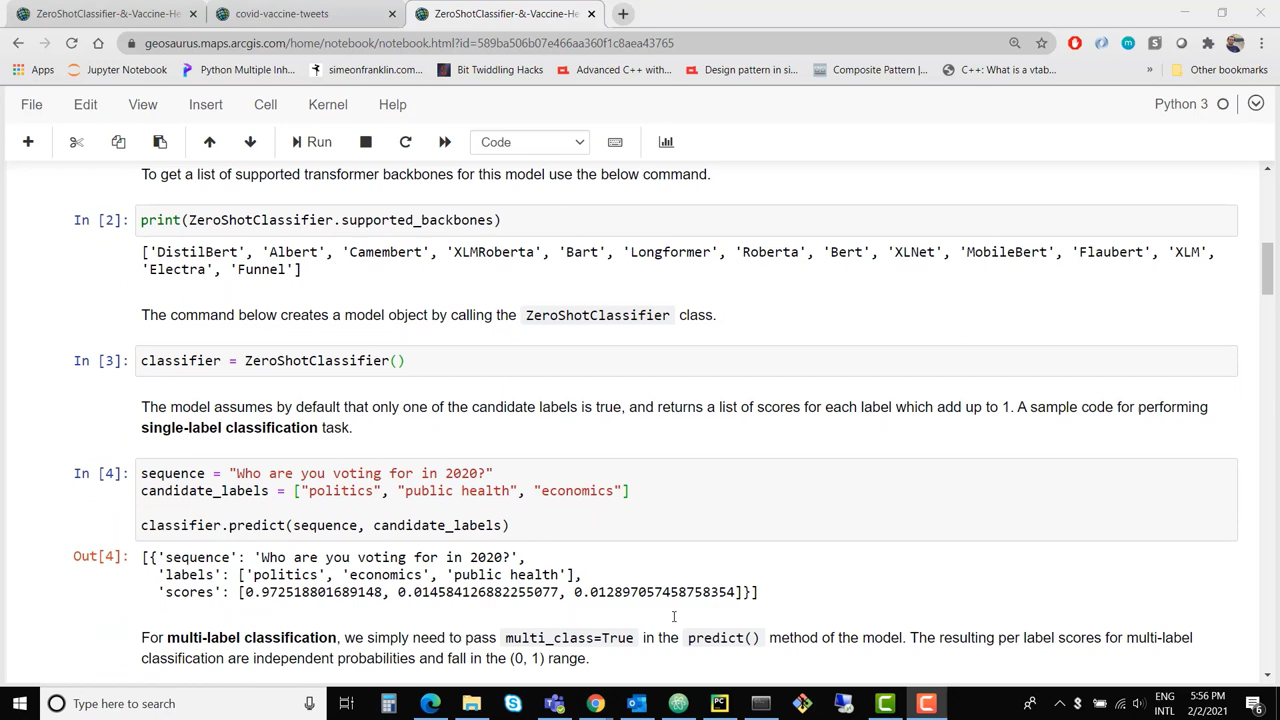 ZeroShotClassifier-&-Vaccine-He
covid-vaccine-tweets
ZeroShotClassifier-&-Vaccine-He
geosaurus.maps.arcgis.com/home/notebook/notebook.html?id=589ba506b07e466aa360f1c8aea43765
Apps
Jupyter Notebook
Python Multiple Inh...
simeonfranklin.com...
Bit Twiddling Hacks
Advanced C++ with...
Design pattern in si...
Composite Pattern |...
C++: What is a vtab...
»
Other bookmarks
File Edit View Insert Cell Kernel Help
Python 3
Run
Code
To get a list of supported transformer backbones for this model use the below command.
In [2]: print(ZeroShotClassifier.supported_backbones)
['DistilBert', 'Albert', 'Camembert', 'XLMRoberta', 'Bart', 'Longformer', 'Roberta', 'Bert', 'XLNet', 'MobileBert', 'Flaubert', 'XLM',
'Electra', 'Funnel']
The command below creates a model object by calling the ZeroShotClassifier class.
In [3]: classifier = ZeroShotClassifier()
The model assumes by default that only one of the candidate labels is true, and returns a list of scores for each label which add up to 1. A sample code for performing
single-label classification task.
In [4]: sequence = "Who are you voting for in 2020?"
candidate_labels = ["politics", "public health", "economics"]
classifier.predict(sequence, candidate_labels)
Out[4]: [{'sequence': 'Who are you voting for in 2020?',
'labels': ['politics', 'economics', 'public health'],
'scores': [0.972518801689148, 0.014584126882255077, 0.012897057458758354]}]
For multi-label classification, we simply need to pass multi_class=True in the predict() method of the model. The resulting per label scores for multi-label
classification are independent probabilities and fall in the (0, 1) range.
Type here to search
ENG
INTL
5:56 PM
2/2/2021
6